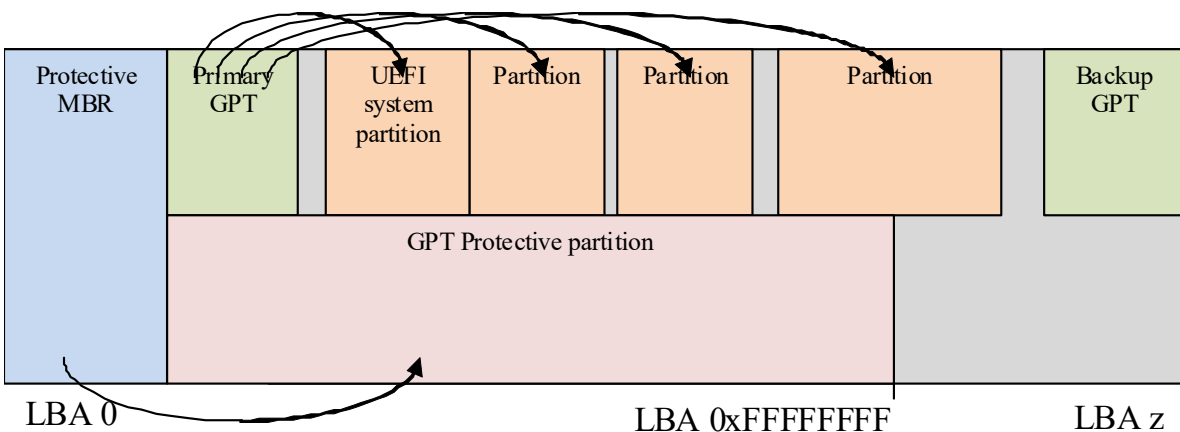 Protective
MBR
Primary
GPT
UEFI
system
partition
Partition
Partition
Partition
Backup
GPT
GPT Protective partition
LBA 0
LBA 0xFFFFFFFF
LBA z